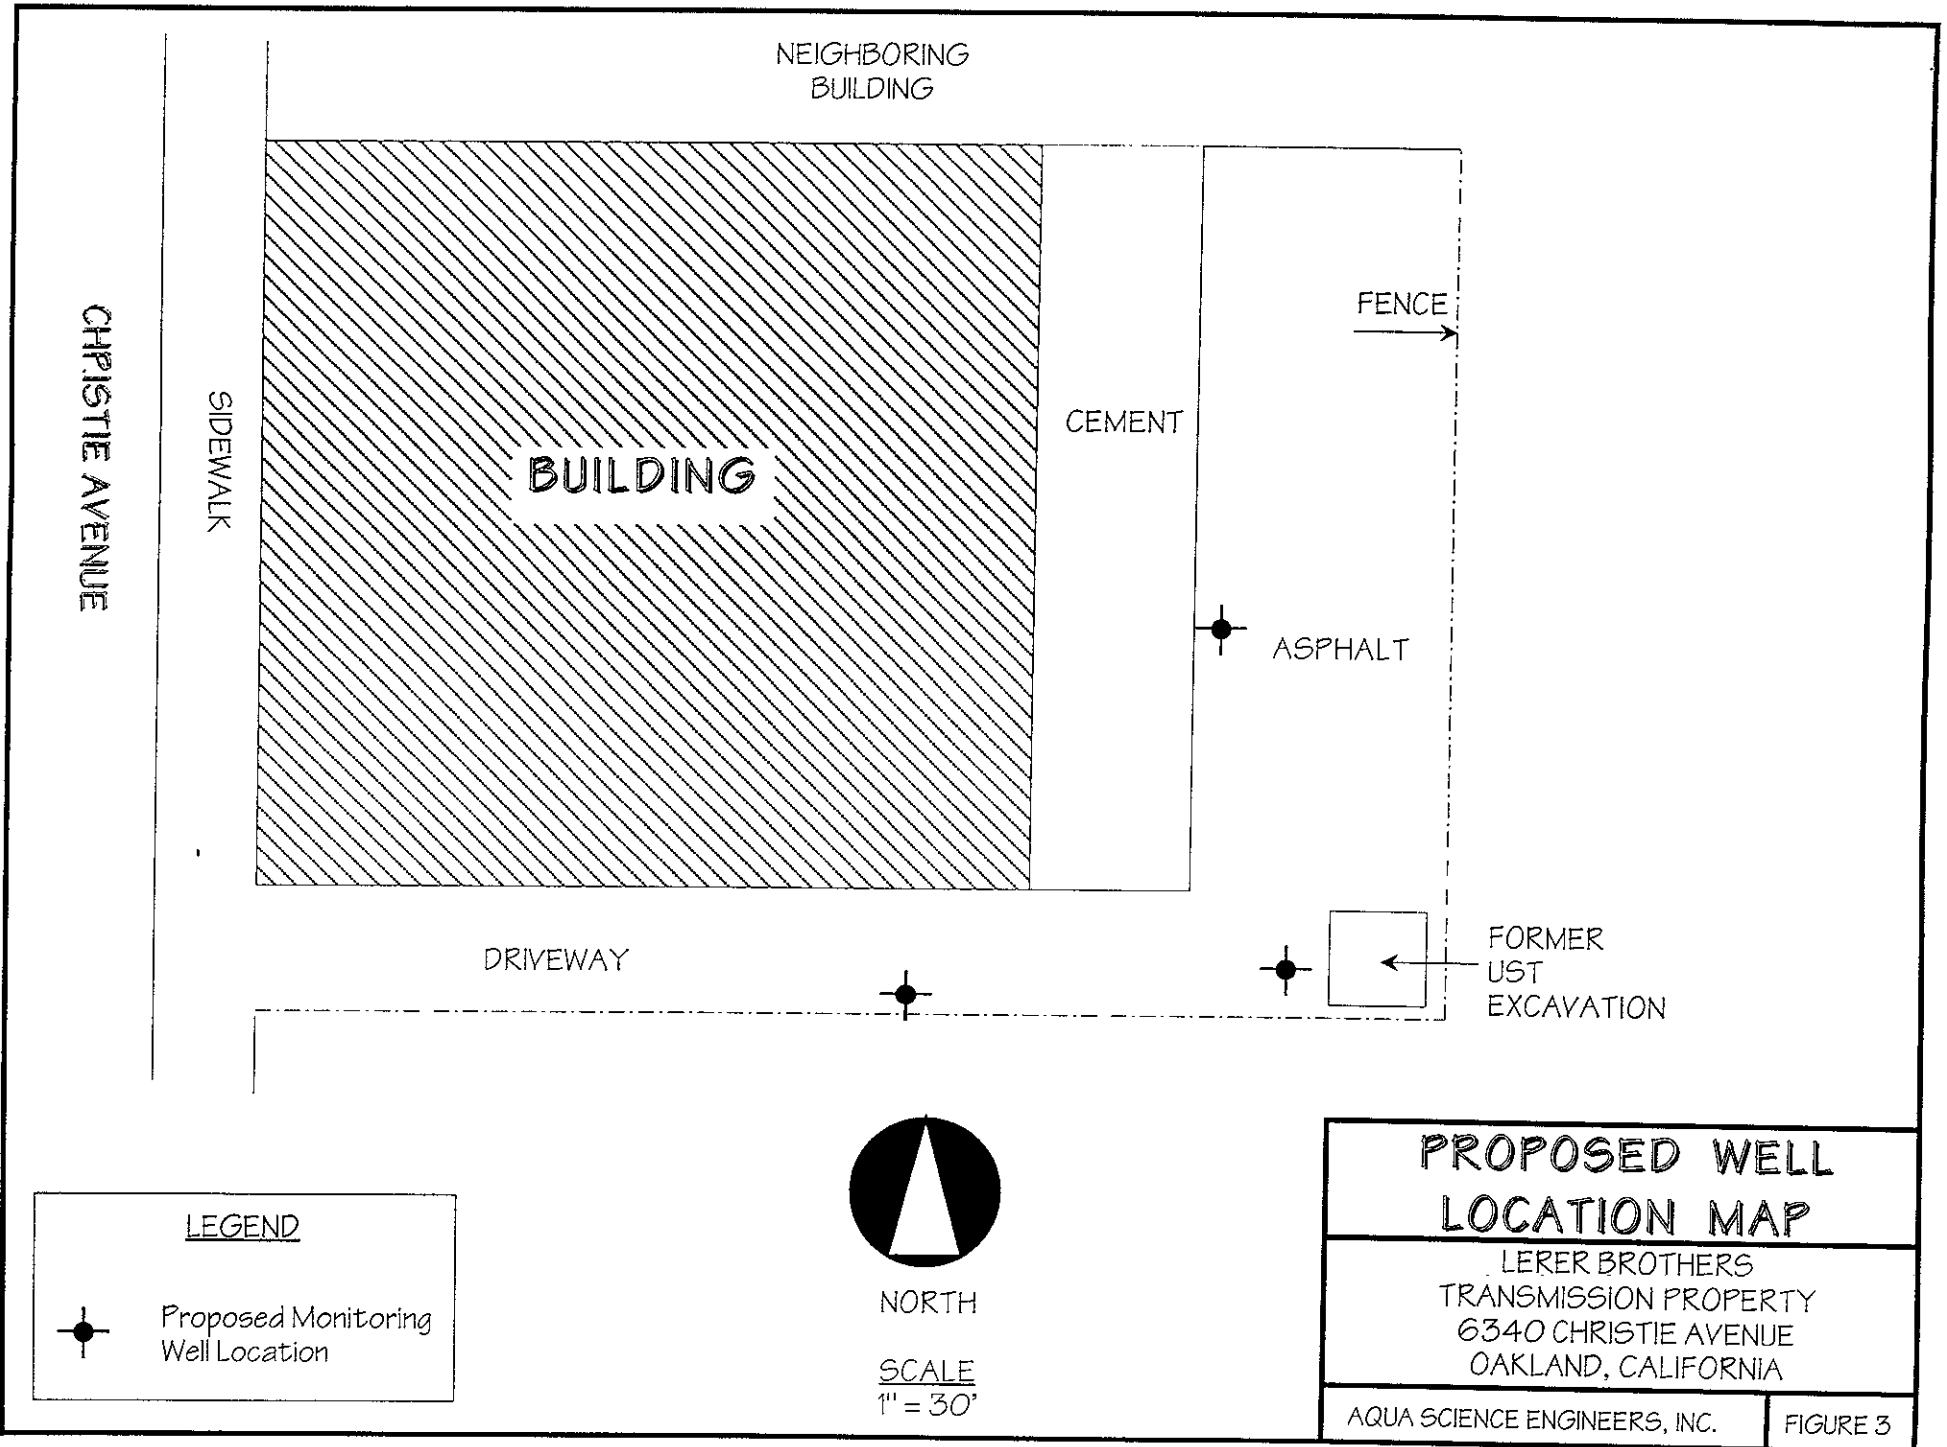 NEIGHBORING
BUILDING
CHRISTIE AVENUE
SIDEWALK
BUILDING
CEMENT
FENCE
ASPHALT
DRIVEWAY
FORMER
UST
EXCAVATION
LEGEND
Proposed Monitoring
Well Location
NORTH
SCALE
1" = 30'
PROPOSED WELL
LOCATION MAP
LERER BROTHERS
TRANSMISSION PROPERTY
6340 CHRISTIE AVENUE
OAKLAND, CALIFORNIA
AQUA SCIENCE ENGINEERS, INC.
FIGURE 3